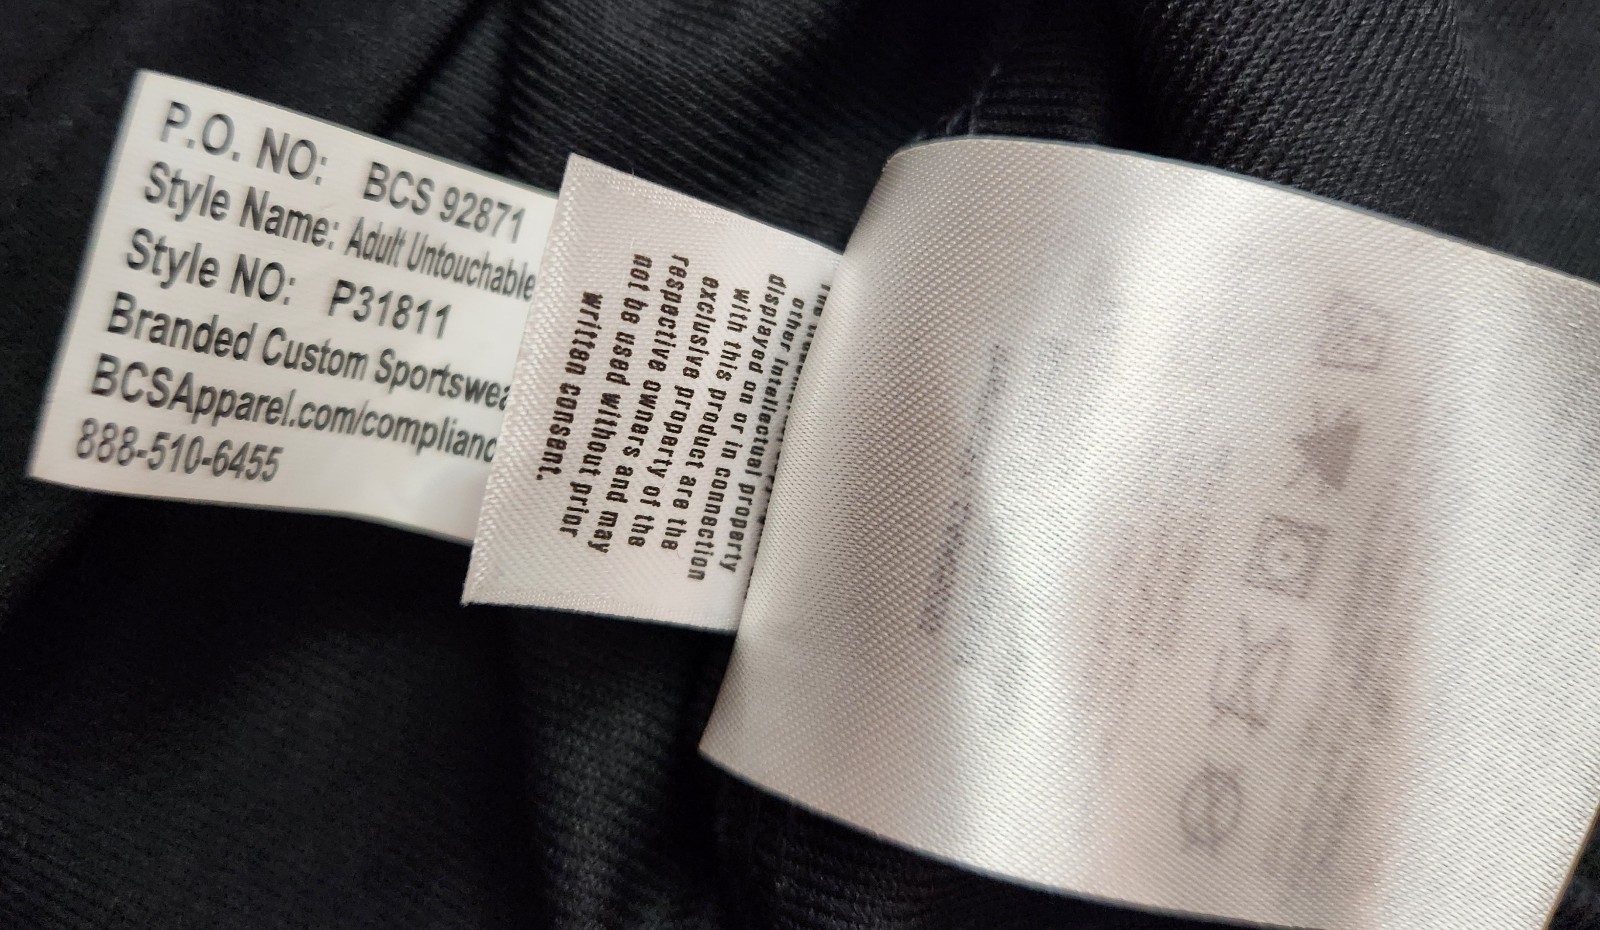 P.O. NO: BCS 92871
Style Name: Adult Untouchable
Style NO: P31811
Branded Custom Sportswea
BCSApparel.com/complianc
888-510-6455
other intellectual property
displayed on or in connection
with this product are the
exclusive property of the
respective owners and may
not be used without prior
written consent.